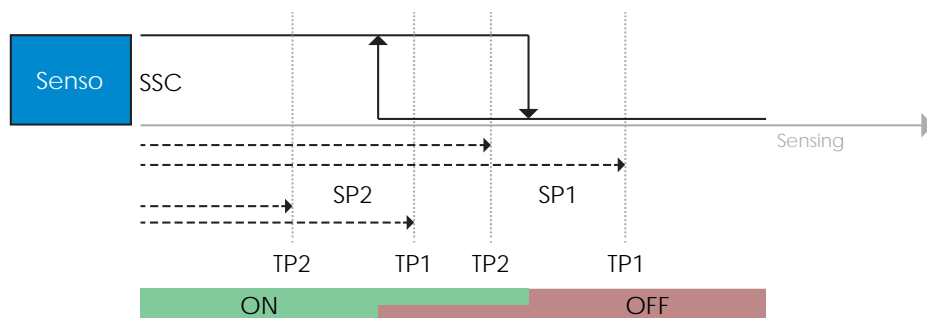 Senso
SSC
Sensing
SP2
SP1
TP2
TP1
TP2
TP1
ON
OFF